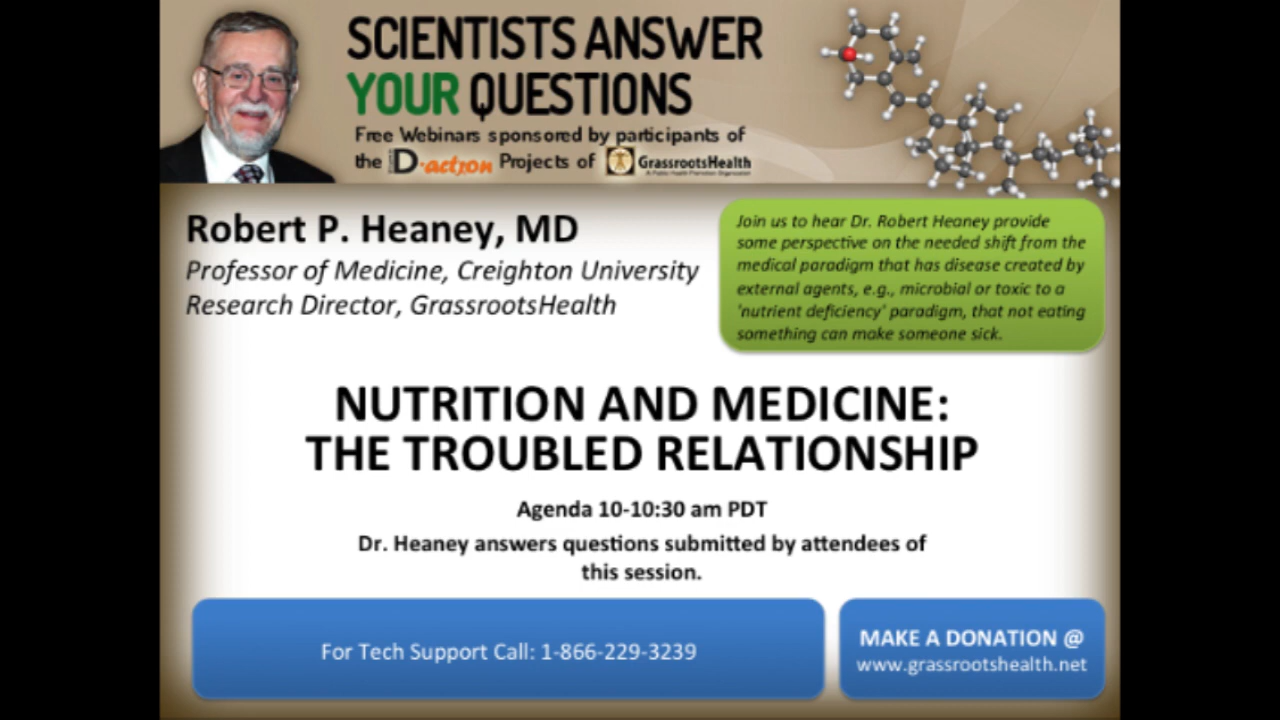 SCIENTISTS ANSWER
YOUR QUESTIONS
Free Webinars sponsored by participants of
the D-action Projects of GrassrootsHealth
A Public Health Promotion Organization
Robert P. Heaney, MD
Professor of Medicine, Creighton University
Research Director, GrassrootsHealth
Join us to hear Dr. Robert Heaney provide
some perspective on the needed shift from the
medical paradigm that has disease created by
external agents, e.g., microbial or toxic to a
'nutrient deficiency' paradigm, that not eating
something can make someone sick.
NUTRITION AND MEDICINE:
THE TROUBLED RELATIONSHIP
Agenda 10-10:30 am PDT
Dr. Heaney answers questions submitted by attendees of
this session.
For Tech Support Call: 1-866-229-3239
MAKE A DONATION @
www.grassrootshealth.net